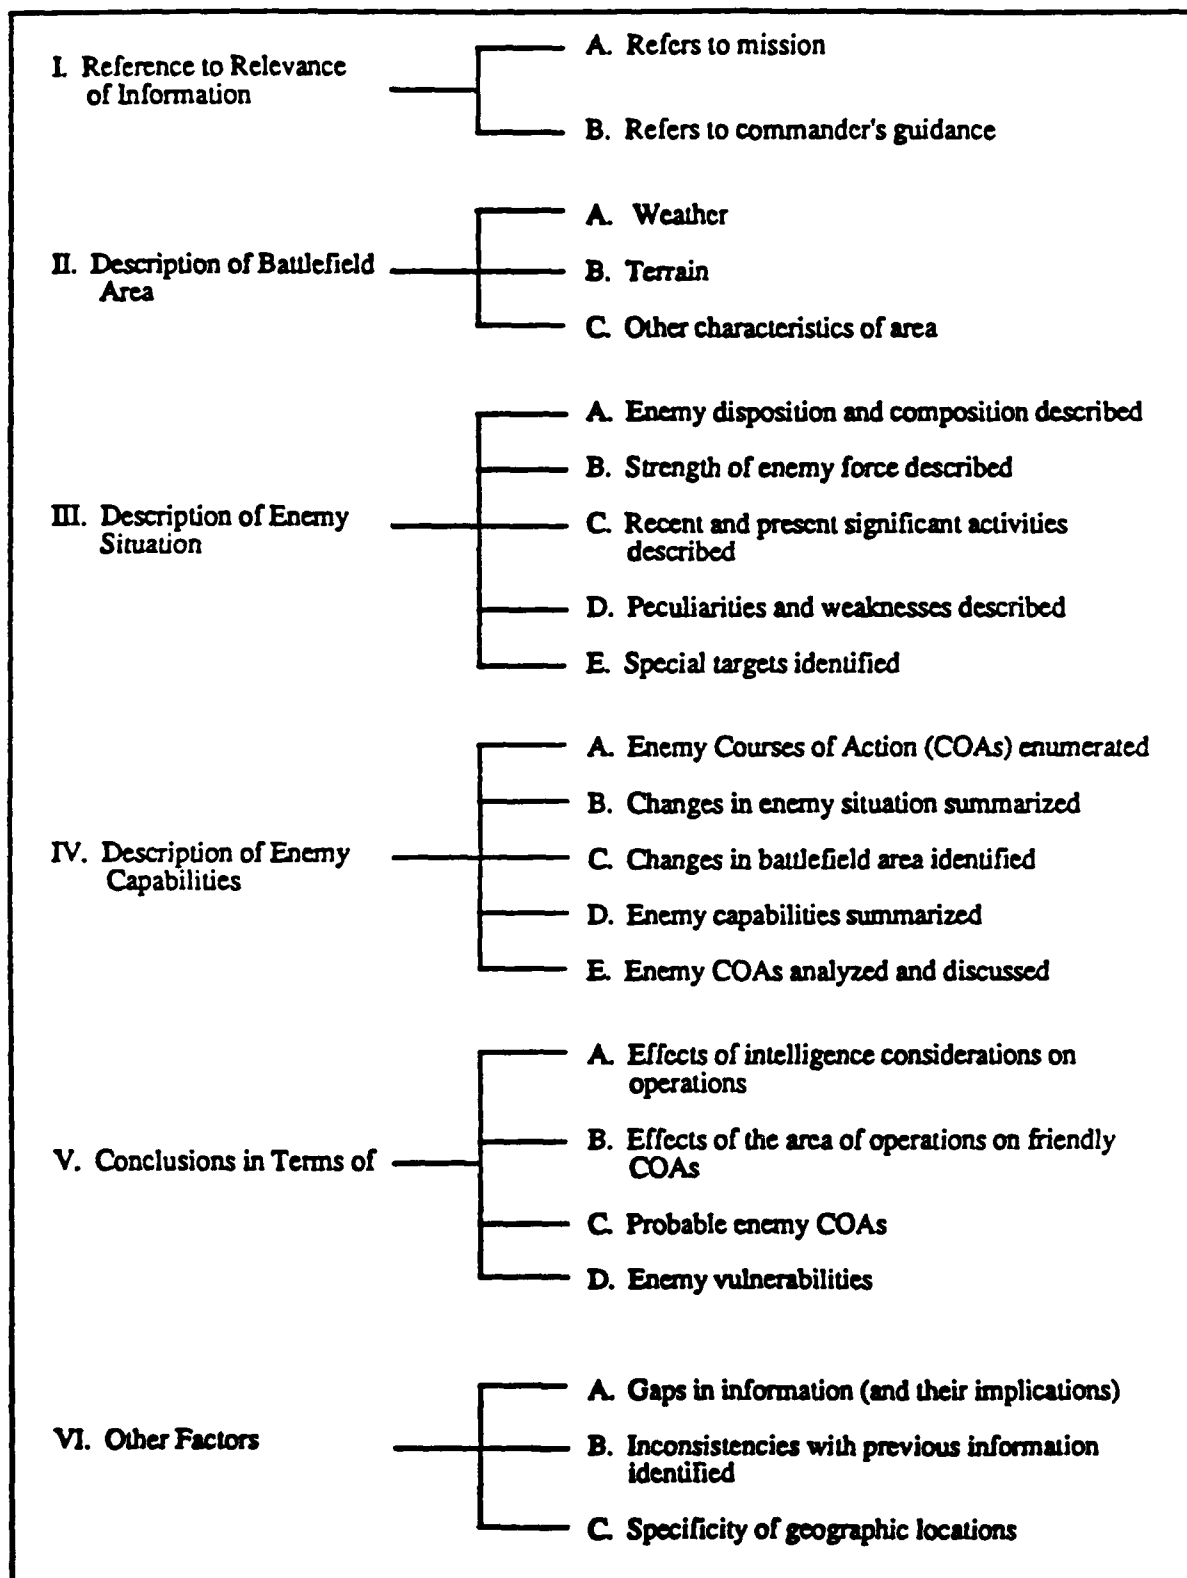 I. Reference to Relevance
of Information
A. Refers to mission
B. Refers to commander's guidance
II. Description of Battlefield
Area
A. Weather
B. Terrain
C. Other characteristics of area
III. Description of Enemy
Situation
A. Enemy disposition and composition described
B. Strength of enemy force described
C. Recent and present significant activities
described
D. Peculiarities and weaknesses described
E. Special targets identified
IV. Description of Enemy
Capabilities
A. Enemy Courses of Action (COAs) enumerated
B. Changes in enemy situation summarized
C. Changes in battlefield area identified
D. Enemy capabilities summarized
E. Enemy COAs analyzed and discussed
V. Conclusions in Terms of
A. Effects of intelligence considerations on
operations
B. Effects of the area of operations on friendly
COAs
C. Probable enemy COAs
D. Enemy vulnerabilities
VI. Other Factors
A. Gaps in information (and their implications)
B. Inconsistencies with previous information
identified
C. Specificity of geographic locations